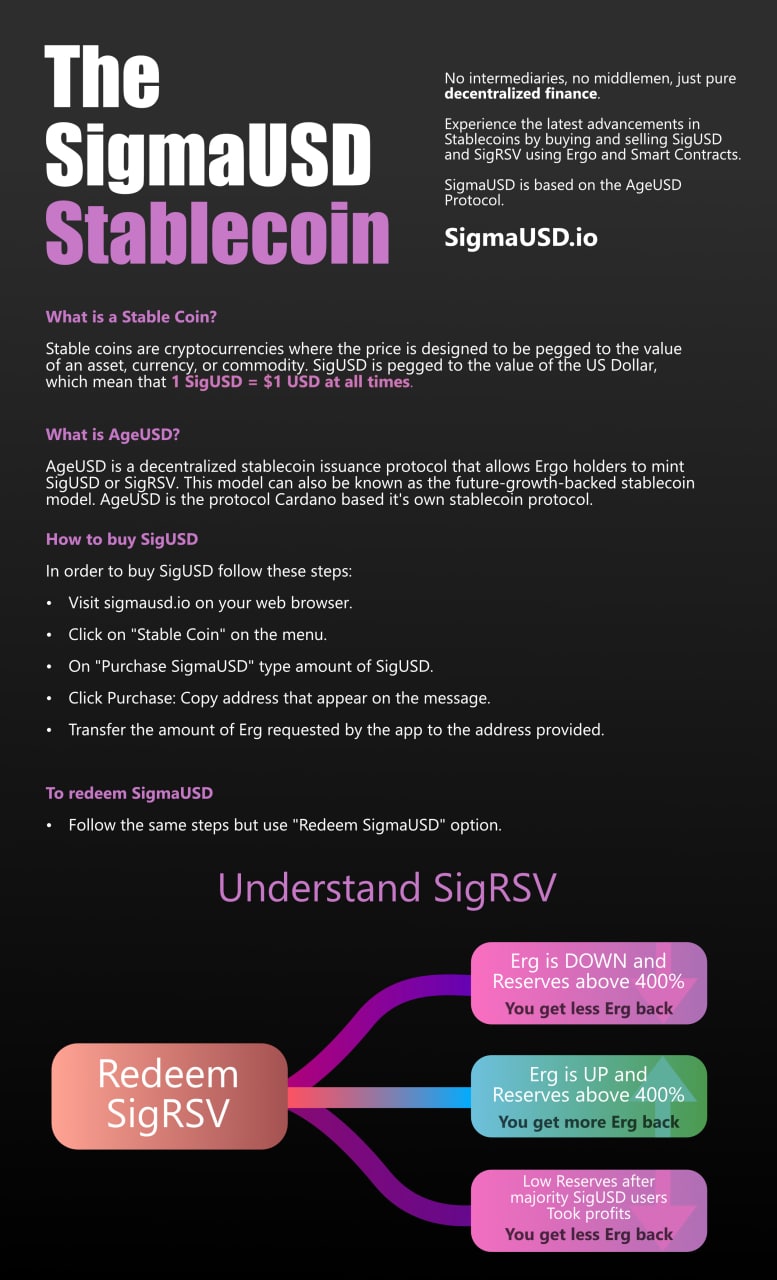 The
SigmaUSD
Stablecoin
No intermediaries, no middlemen, just pure
decentralized finance.
Experience the latest advancements in
Stablecoins by buying and selling SigUSD
and SigRSV using Ergo and Smart Contracts.
SigmaUSD is based on the AgeUSD
Protocol.
SigmaUSD.io
What is a Stable Coin?
Stable coins are cryptocurrencies where the price is designed to be pegged to the value
of an asset, currency, or commodity. SigUSD is pegged to the value of the US Dollar,
which mean that 1 SigUSD = $1 USD at all times.
What is AgeUSD?
AgeUSD is a decentralized stablecoin issuance protocol that allows Ergo holders to mint
SigUSD or SigRSV. This model can also be known as the future-growth-backed stablecoin
model. AgeUSD is the protocol Cardano based it's own stablecoin protocol.
How to buy SigUSD
In order to buy SigUSD follow these steps:
• Visit sigmausd.io on your web browser.
• Click on "Stable Coin" on the menu.
• On "Purchase SigmaUSD" type amount of SigUSD.
• Click Purchase: Copy address that appear on the message.
• Transfer the amount of Erg requested by the app to the address provided.
To redeem SigmaUSD
• Follow the same steps but use "Redeem SigmaUSD" option.
Understand SigRSV
Redeem
SigRSV
Erg is DOWN and
Reserves above 400%
You get less Erg back
Erg is UP and
Reserves above 400%
You get more Erg back
Low Reserves after
majority SigUSD users
Took profits
You get less Erg back